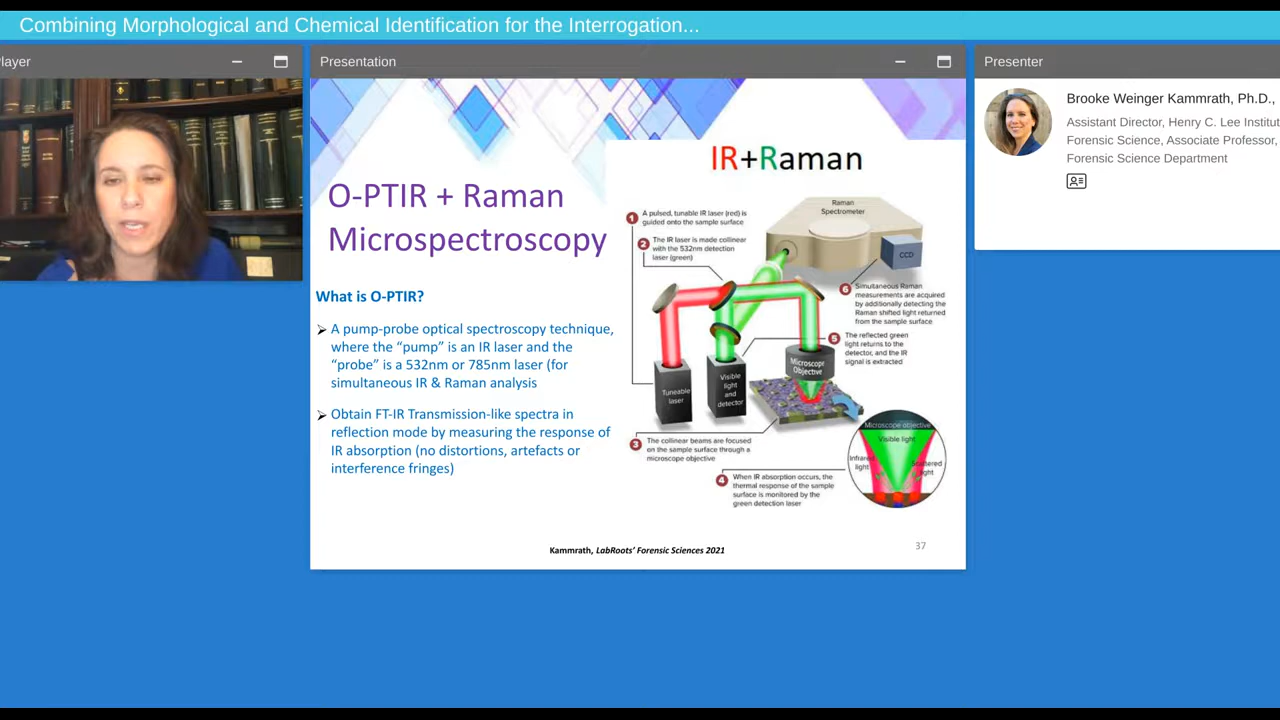 Combining Morphological and Chemical Identification for the Interrogation...
layer
Presentation
Presenter
Brooke Weinger Kammrath, Ph.D.,
Assistant Director, Henry C. Lee Institut
Forensic Science, Associate Professor,
Forensic Science Department
O-PTIR + Raman
Microspectroscopy
What is O-PTIR?
➢ A pump-probe optical spectroscopy technique,
where the “pump” is an IR laser and the
“probe” is a 532nm or 785nm laser (for
simultaneous IR & Raman analysis
➢ Obtain FT-IR Transmission-like spectra in
reflection mode by measuring the response of
IR absorption (no distortions, artefacts or
interference fringes)
IR+Raman
1 A pulsed, tunable IR laser (red) is
guided onto the sample surface
2 The IR laser is made collinear
with the 532nm detection
laser (green)
Raman
Spectrometer
CCD
6 Simultaneous Raman
measurements are acquired
by additionally detecting the
Raman shifted light returned
from the sample surface
5 The reflected green
light returns to the
detector, and the IR
signal is extracted
Microscope
Objective
Tuneable
laser
Visible
light
and
detector
3 The collinear beams are focused
on the sample surface through a
microscope objective
4 When IR absorption occurs, the
thermal response of the sample
surface is monitored by the
green detection laser
Microscope objective
Visible light
Infrared
light
Scattered
light
Kammrath, LabRoots’ Forensic Sciences 2021
37